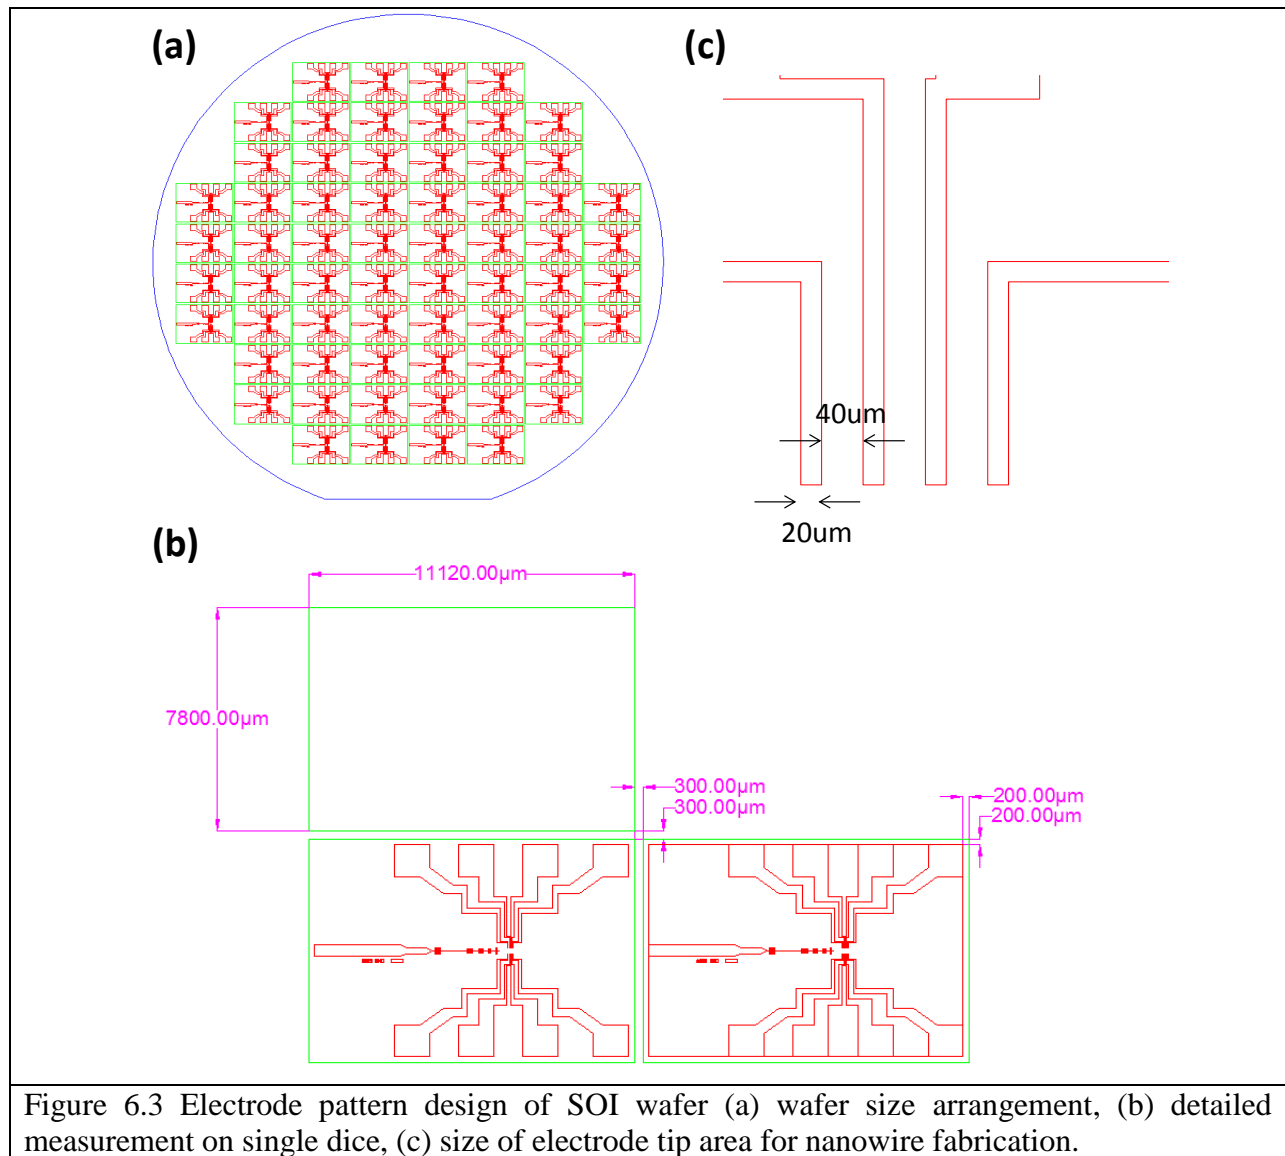 (a)
(c)
40um
20um
(b)
11120.00µm
7800.00µm
300.00µm
300.00µm
200.00µm
200.00µm
Figure 6.3 Electrode pattern design of SOI wafer (a) wafer size arrangement, (b) detailed
measurement on single dice, (c) size of electrode tip area for nanowire fabrication.